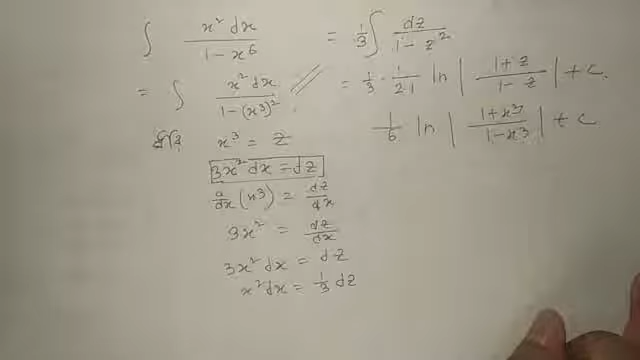 ∫ x² dx / 1 - x⁶
= ∫ x² dx / 1 - (x³)²
ধরি x³ = z
3x² dx = dz
d/dx (x³) = dz/dx
3x² = dz/dx
3x² dx = dz
x² dx = 1/3 dz
= 1/3 ∫ dz / 1 - z²
= 1/3 · 1/2·1 ln | 1+z / 1-z | + c.
1/6 ln | 1+x³ / 1-x³ | + c